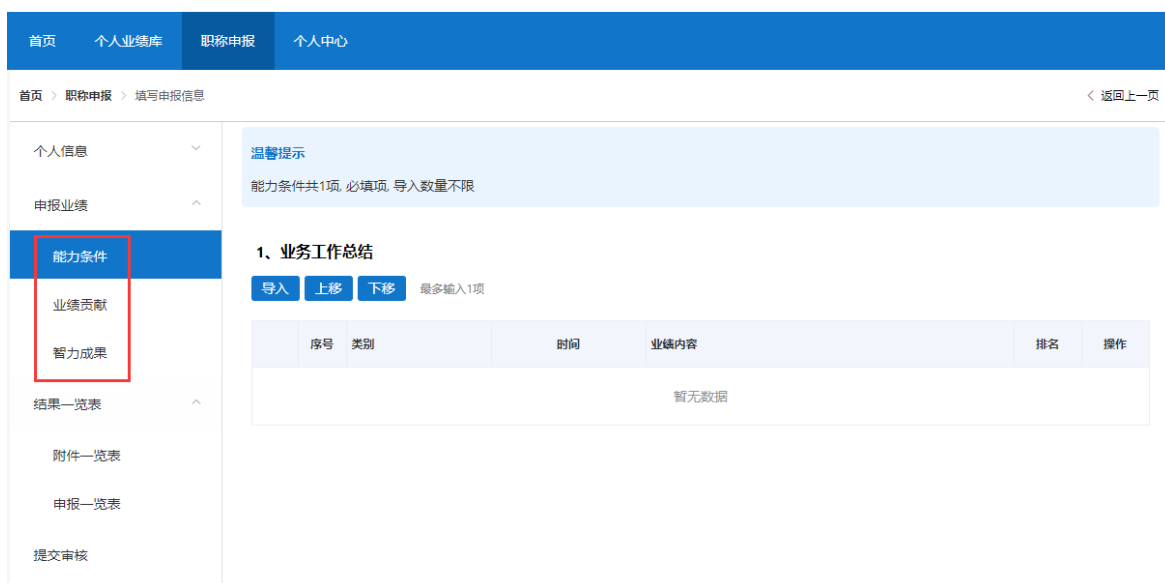 首页 个人业绩库 职称申报 个人中心
首页 > 职称申报 > 填写申报信息 < 返回上一页
个人信息
温馨提示
能力条件共1项, 必填项, 导入数量不限
申报业绩
能力条件
业绩贡献
智力成果
结果一览表
附件一览表
申报一览表
提交审核
1、业务工作总结
导入 上移 下移 最多输入1项
序号 类别 时间 业绩内容 排名 操作
暂无数据